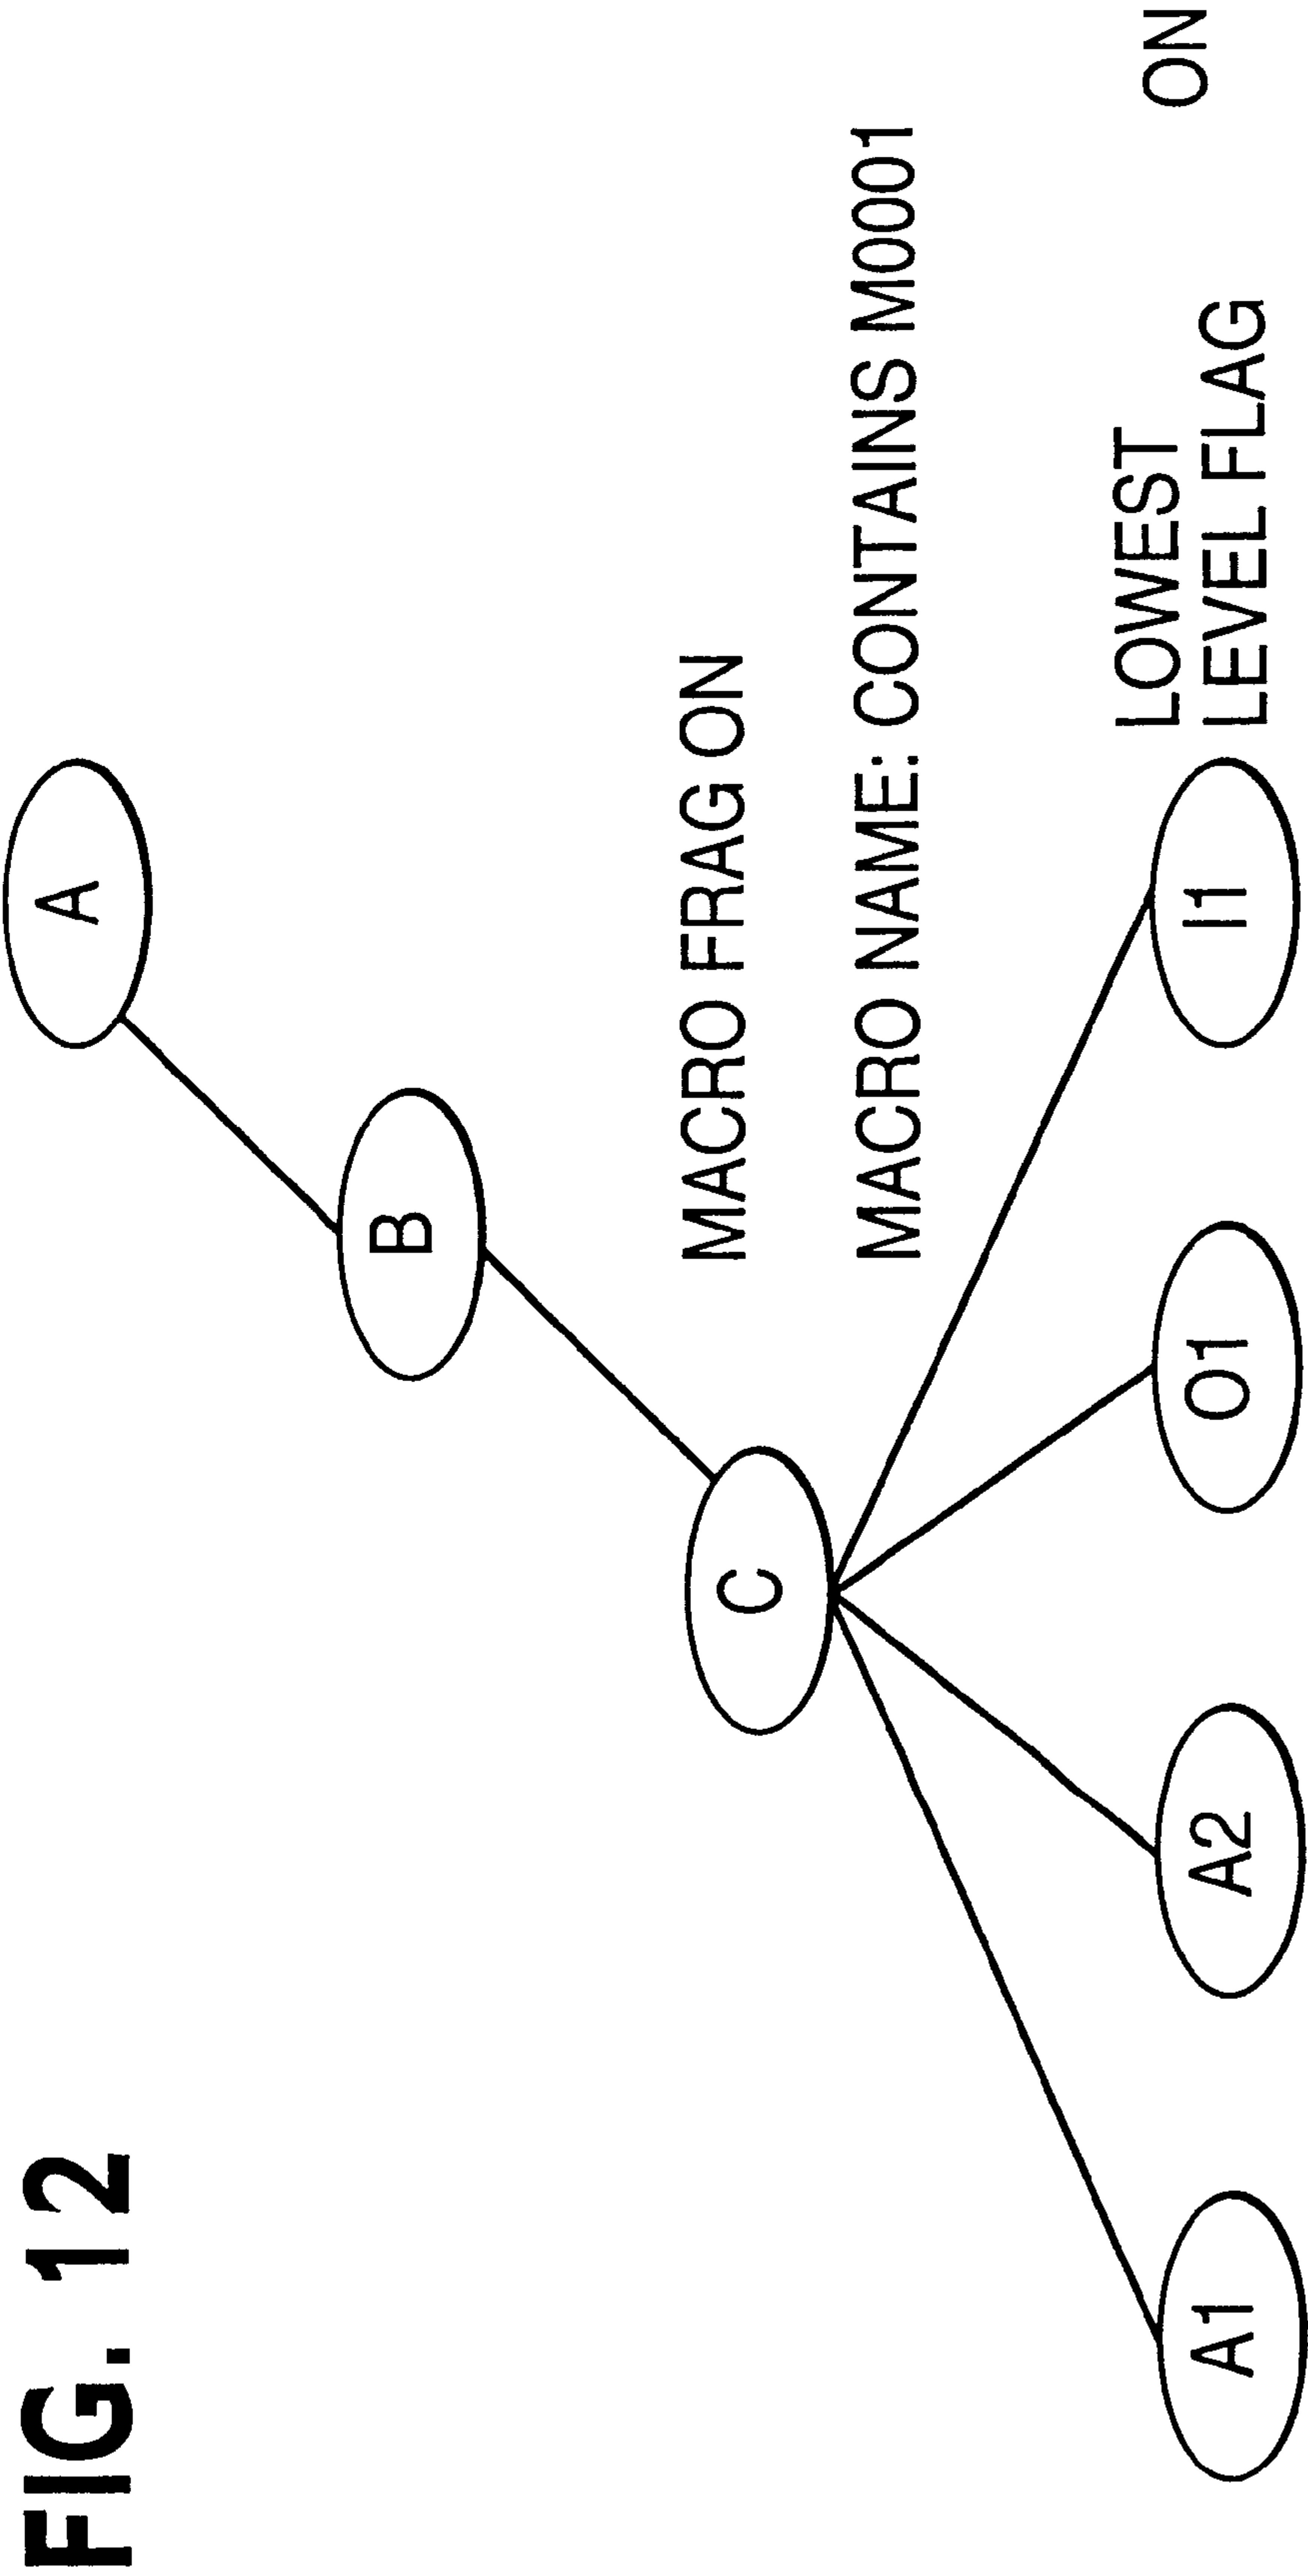 FIG. 12
A
B
C
MACRO FRAG ON
MACRO NAME: CONTAINS M0001
A1
A2
O1
I1
LOWEST
LEVEL FLAG
ON